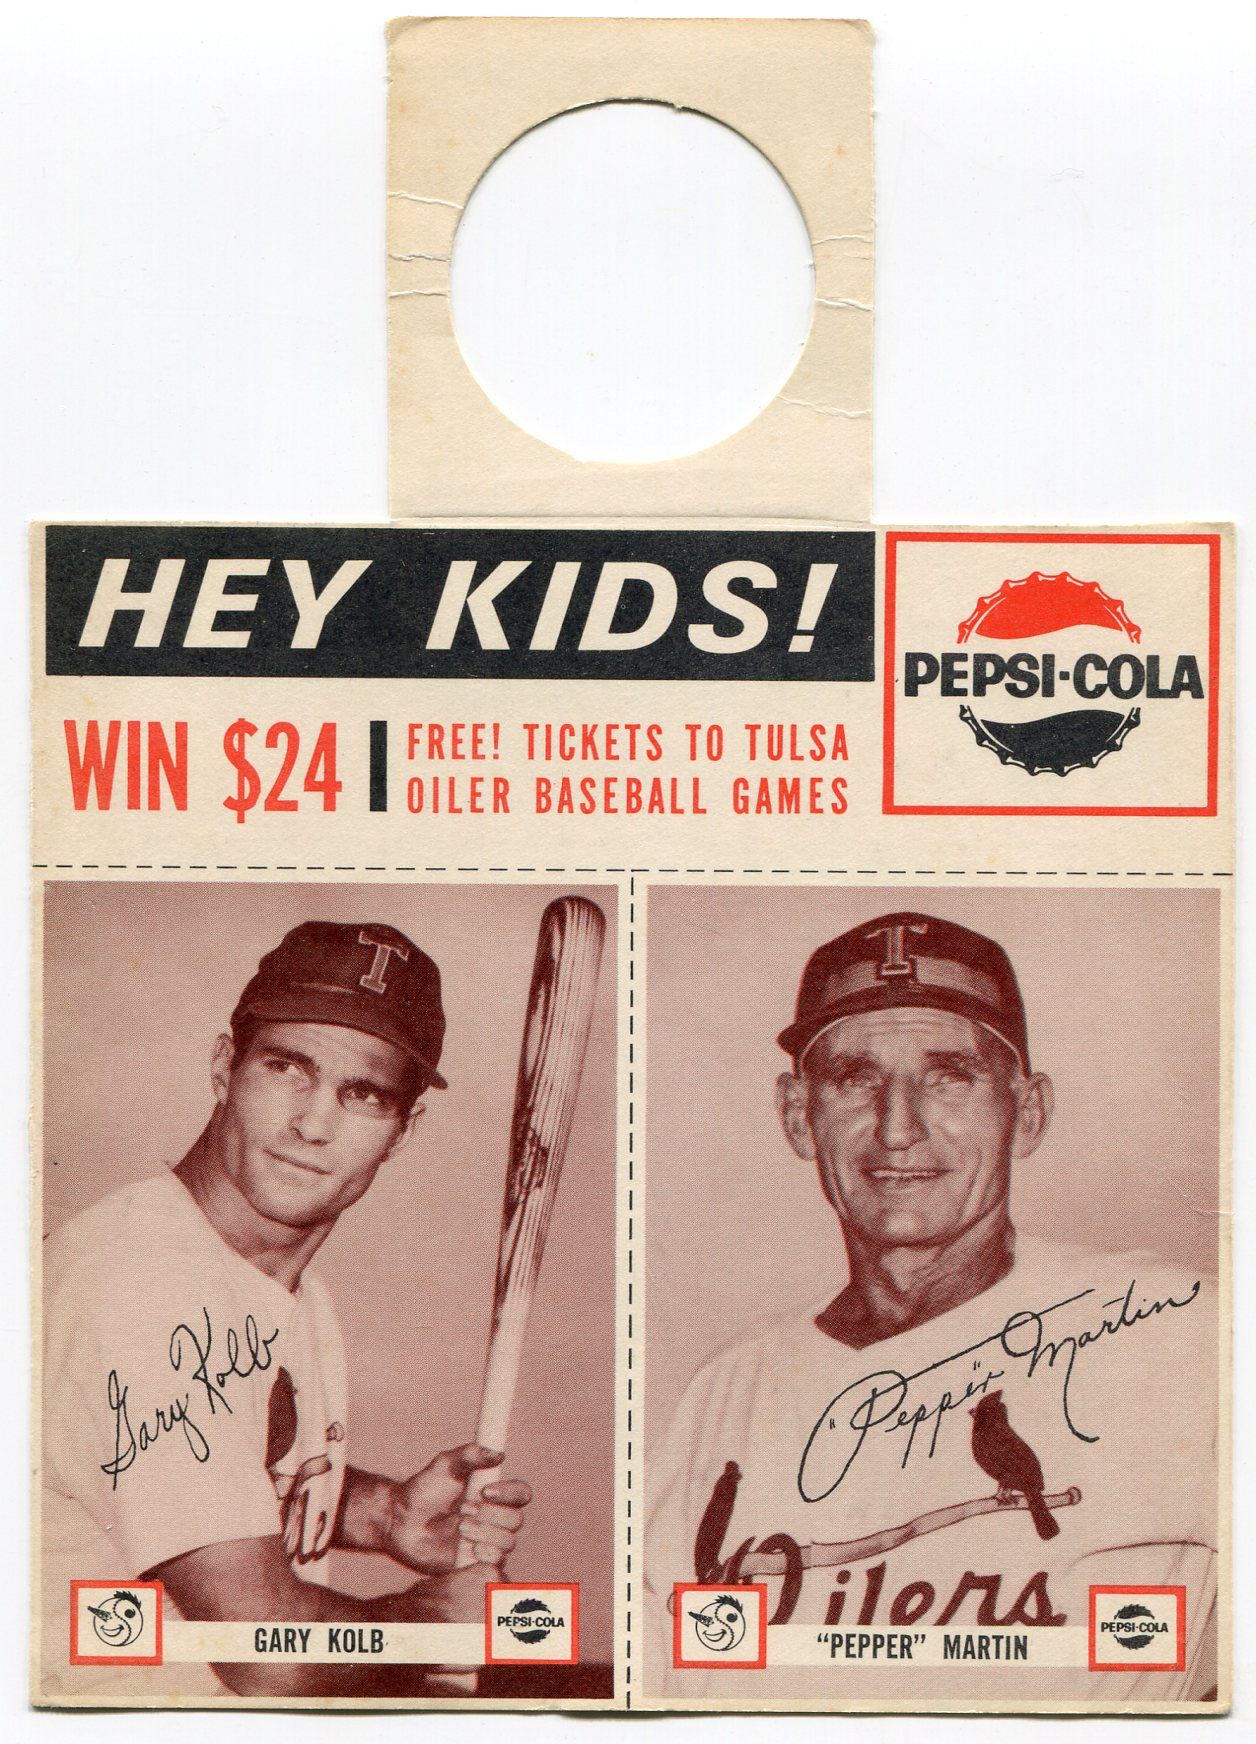 HEY KIDS!
PEPSI-COLA
WIN $24
FREE! TICKETS TO TULSA
OILER BASEBALL GAMES
T
Gary Kolb
PEPSI-COLA
GARY KOLB
T
"Pepper" Martin
Oilers
PEPSI-COLA
"PEPPER" MARTIN